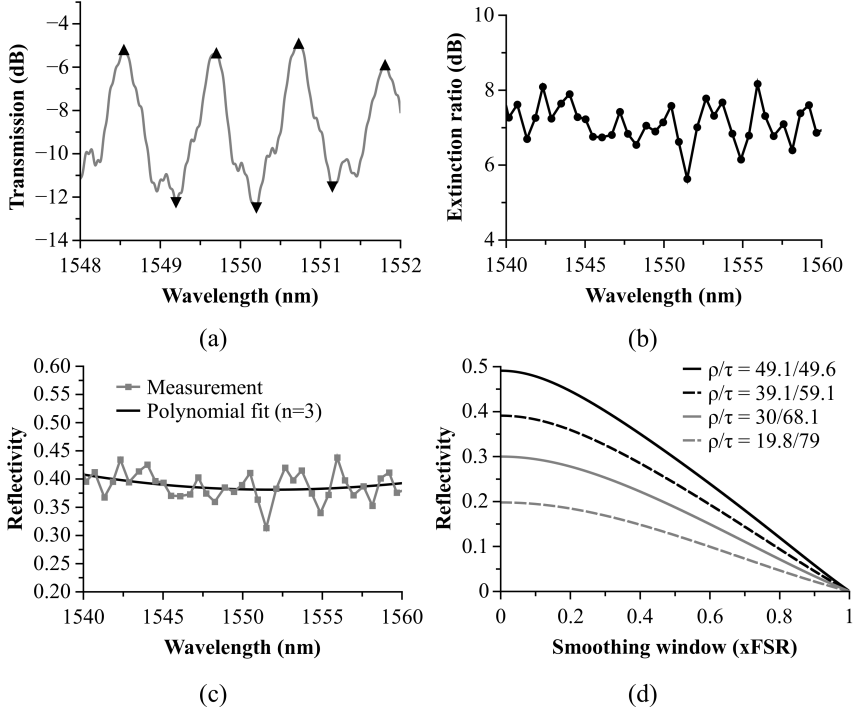 −4
−6
−8
−10
−12
−14
Transmission (dB)
1548 1549 1550 1551 1552
Wavelength (nm)
(a)
10
8
6
4
Extinction ratio (dB)
1540 1545 1550 1555 1560
Wavelength (nm)
(b)
0.60
0.55
0.50
0.45
0.40
0.35
0.30
0.25
0.20
Reflectivity
Measurement
Polynomial fit (n=3)
1540 1545 1550 1555 1560
Wavelength (nm)
(c)
0.5
0.4
0.3
0.2
0.1
0
Reflectivity
ρ/τ = 49.1/49.6
ρ/τ = 39.1/59.1
ρ/τ = 30/68.1
ρ/τ = 19.8/79
0 0.2 0.4 0.6 0.8 1
Smoothing window (xFSR)
(d)